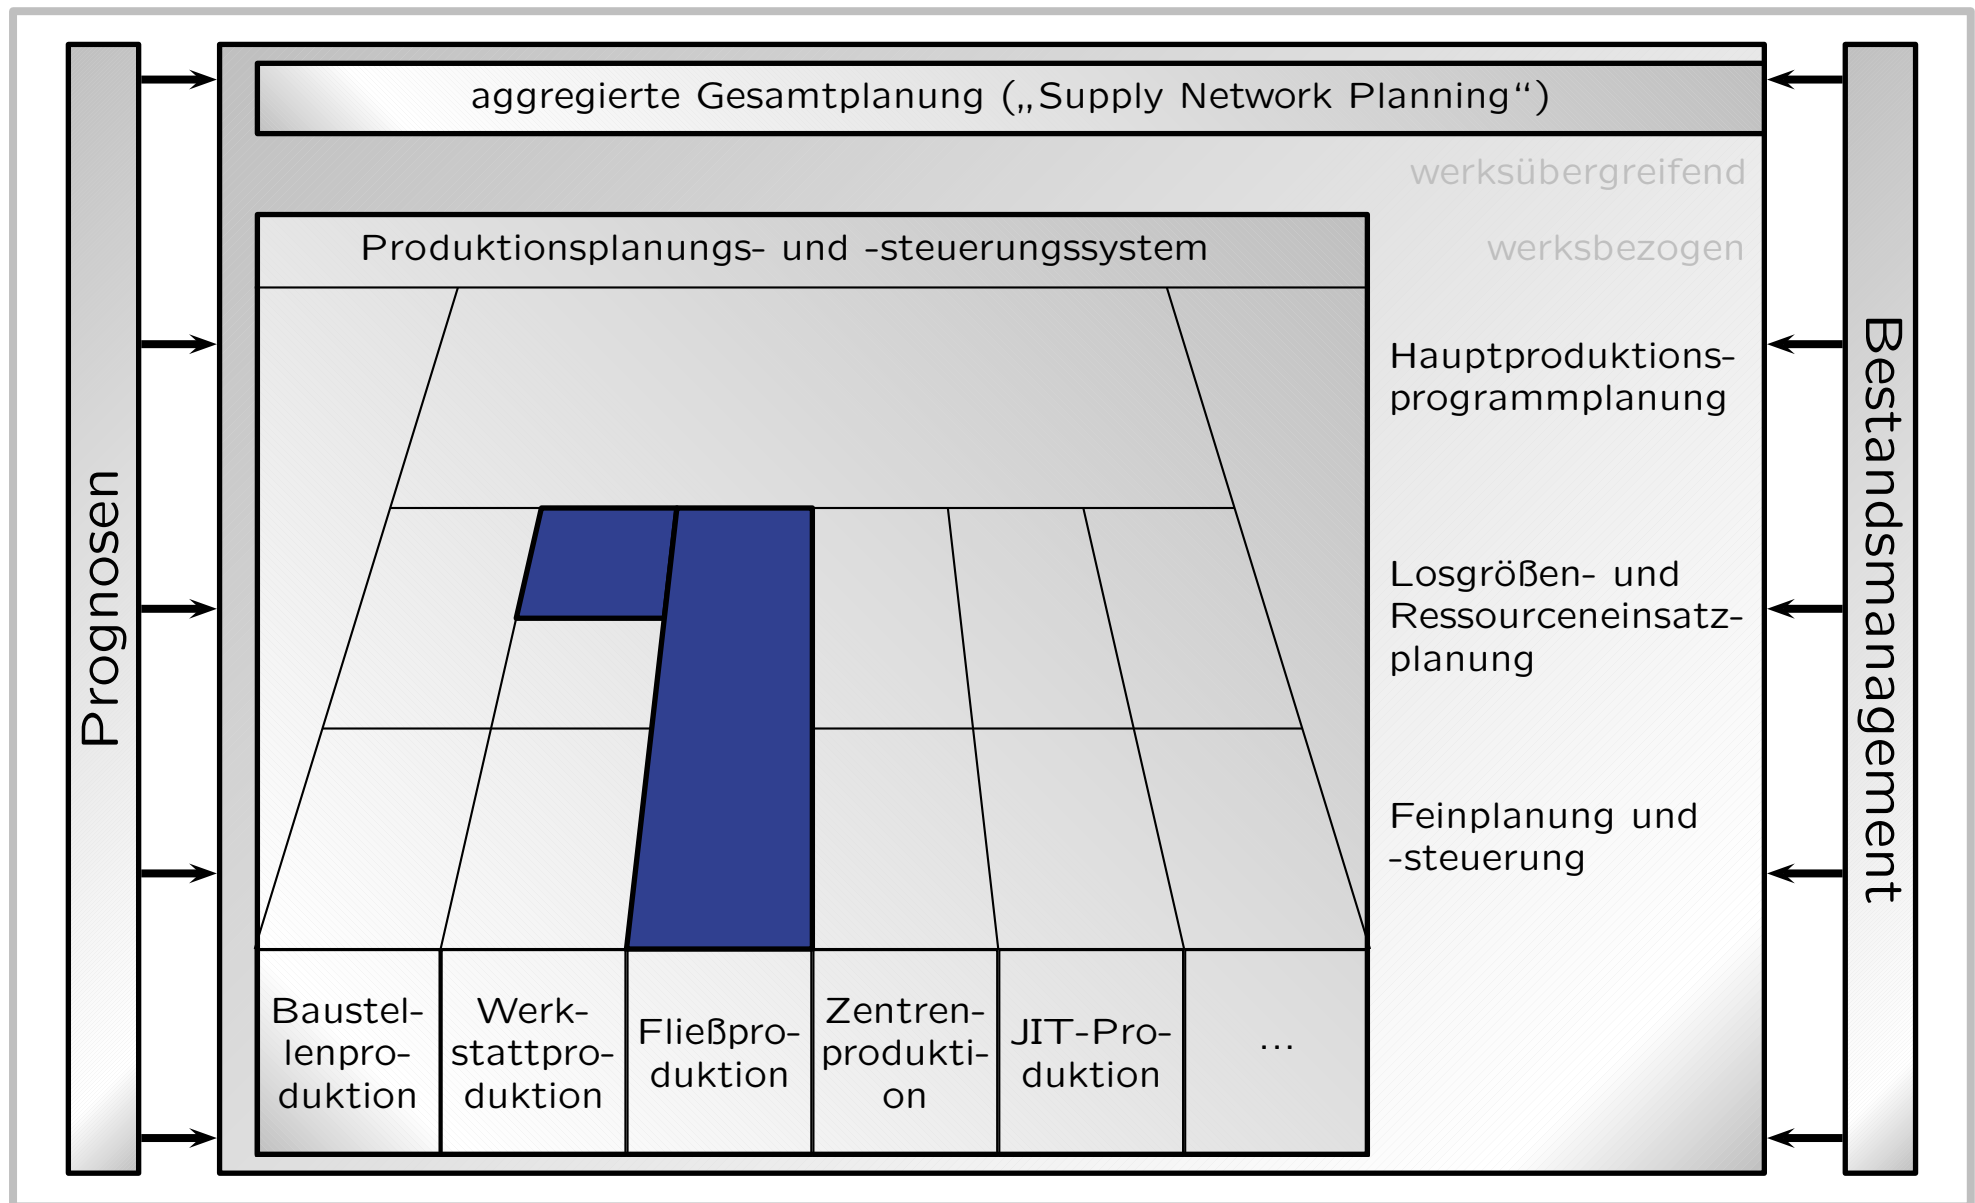 aggregierte Gesamtplanung („Supply Network Planning“)
werksübergreifend
Produktionsplanungs- und -steuerungssystem
werksbezogen
Hauptproduktions-
programmplanung
Losgrößen- und
Ressourceneinsatz-
planung
Feinplanung und
-steuerung
Prognosen
Bestandsmanagement
Baustel-
lenpro-
duktion
Werk-
stattpro-
duktion
Fließpro-
duktion
Zentren-
produkti-
on
JIT-Pro-
duktion
...